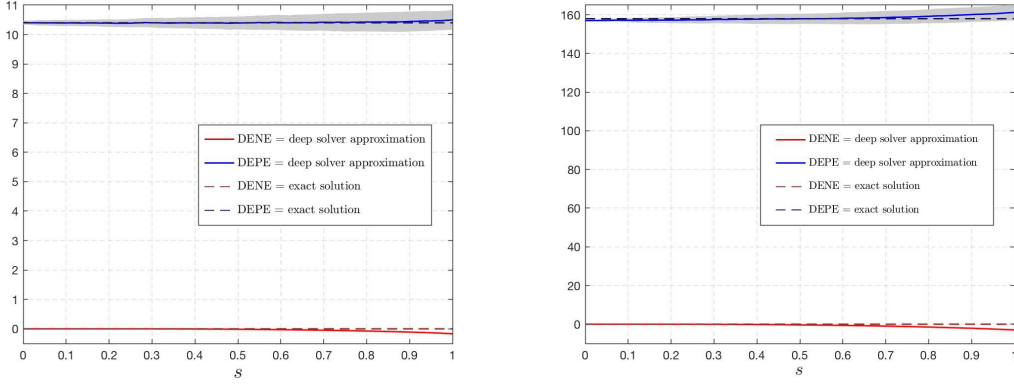 11
10
9
8
7
6
5
4
3
2
1
0
0 0.1 0.2 0.3 0.4 0.5 0.6 0.7 0.8 0.9 1
s
DENE = deep solver approximation
DEPE = deep solver approximation
DENE = exact solution
DEPE = exact solution
160
140
120
100
80
60
40
20
0
0 0.1 0.2 0.3 0.4 0.5 0.6 0.7 0.8 0.9 1
s
DENE = deep solver approximation
DEPE = deep solver approximation
DENE = exact solution
DEPE = exact solution